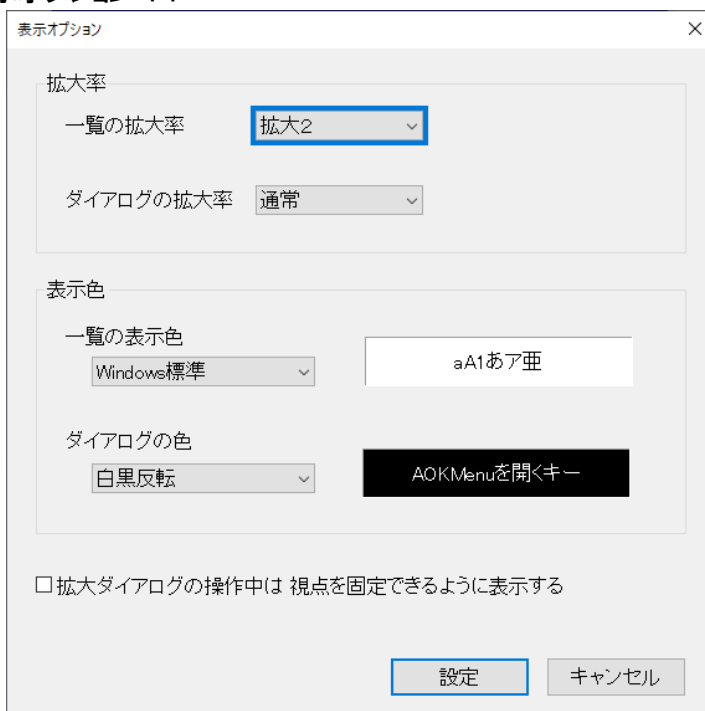 表示オプション
拡大率
一覧の拡大率 拡大2
ダイアログの拡大率 通常
表示色
一覧の表示色
Windows標準 aA1あア亜
ダイアログの色
白黒反転 AOKMenuを開くキー
拡大ダイアログの操作中は 視点を固定できるように表示する
設定 キャンセル